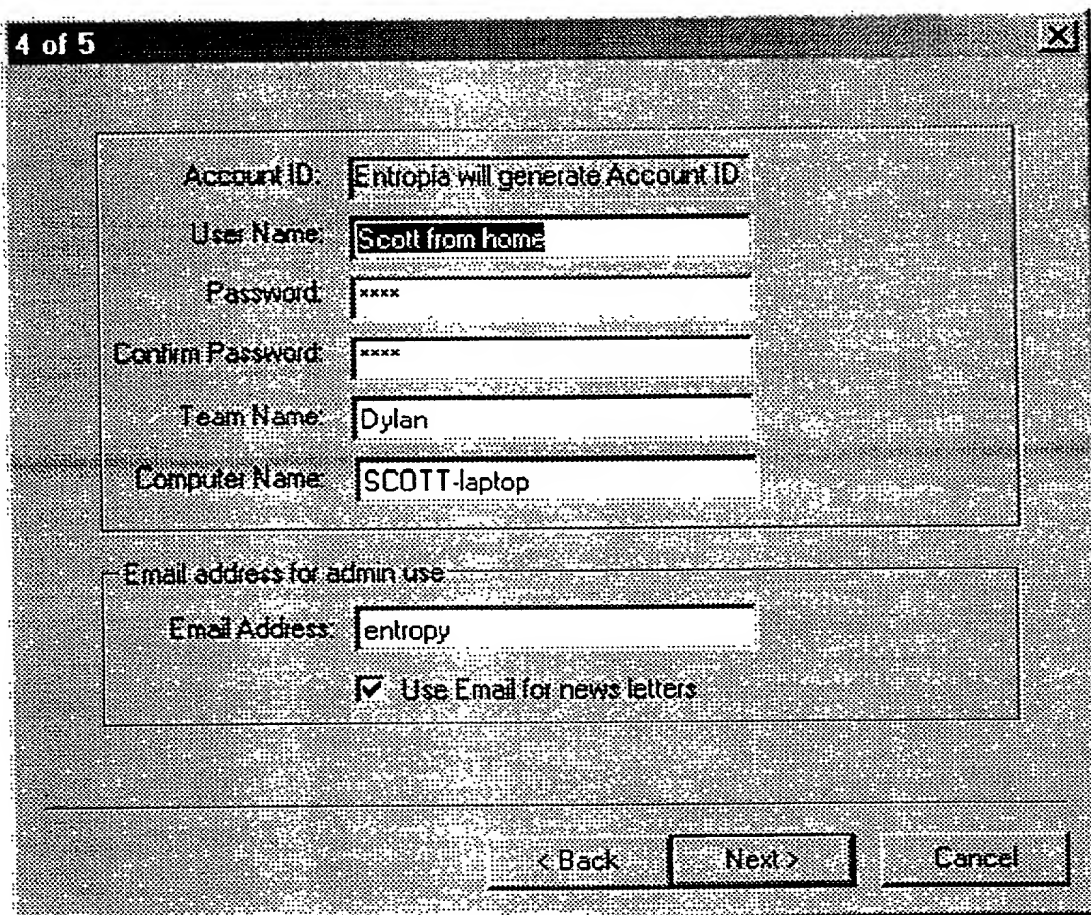 4 of 5
Account ID: Entropia will generate Account ID
User Name: Scott from home
Password: ****
Confirm Password: ****
Team Name: Dylan
Computer Name: SCOTT-laptop
Email address for admin use
Email Address: entropy
Use Email for news letters
< Back Next > Cancel